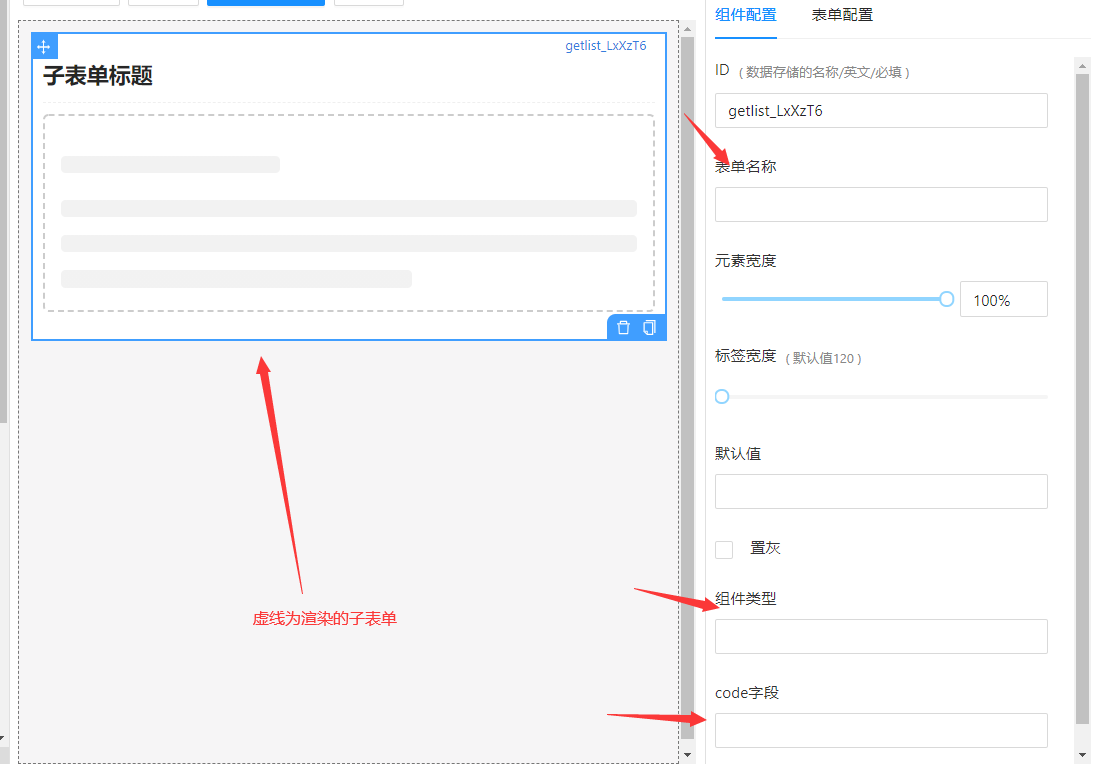 getlist_LxXzT6
子表单标题
虚线为渲染的子表单
组件配置 表单配置
ID ( 数据存储的名称/英文/必填 )
getlist_LxXzT6
表单名称
元素宽度
100%
标签宽度 ( 默认值120 )
默认值
置灰
组件类型
code字段